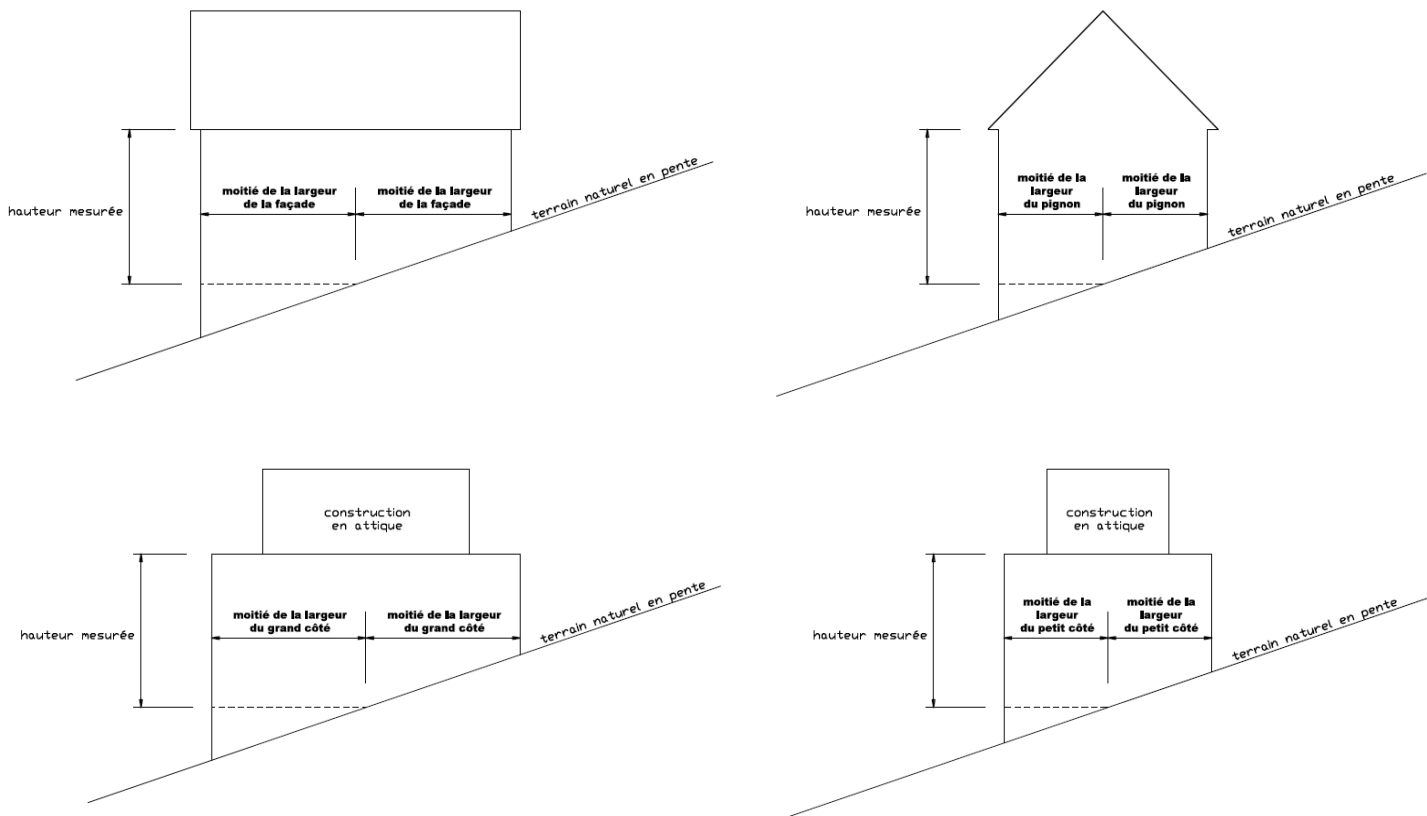 hauteur mesurée
moitié de la largeur
de la façade
moitié de la largeur
de la façade
terrain naturel en pente
hauteur mesurée
moitié de la
largeur
du pignon
moitié de la
largeur
du pignon
terrain naturel en pente
construction
en attique
hauteur mesurée
moitié de la largeur
du grand côté
moitié de la largeur
du grand côté
terrain naturel en pente
construction
en attique
hauteur mesurée
moitié de la
largeur
du petit côté
moitié de la
largeur
du petit côté
terrain naturel en pente